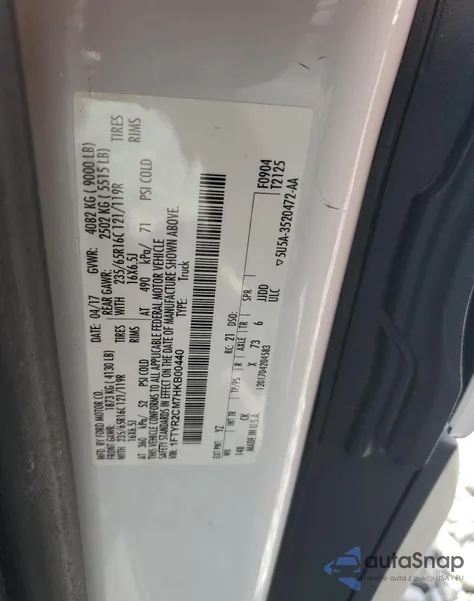 MFD. BY FORD MOTOR CO.
DATE: 04/17 GVWR: 4082 KG ( 9000 LB)
FRONT GAWR: 1873 KG ( 4130 LB) REAR GAWR: 2502 KG ( 5515 LB)
235/65R16C 121/119R TIRES WITH 235/65R16C 121/119R TIRES
16X6.5J RIMS 16X6.5J RIMS
AT 360 kPa/ 52 PSI COLD AT 490 kPa/ 71 PSI COLD
THIS VEHICLE CONFORMS TO ALL APPLICABLE FEDERAL MOTOR VEHICLE
SAFETY STANDARDS IN EFFECT ON THE DATE OF MANUFACTURE SHOWN ABOVE.
VIN: 1FTYR2CM7HKB00440
TYPE: Truck
F0904
T2125
EXT PNT: YZ RC: 21 DSO:
WB INT TR TP/PS R AXLE TR SPR
148 CK X 73 6 JJDD
MADE IN U.S.A. ULC
1201704204583
5U5A-3520472-AA
autaSnap